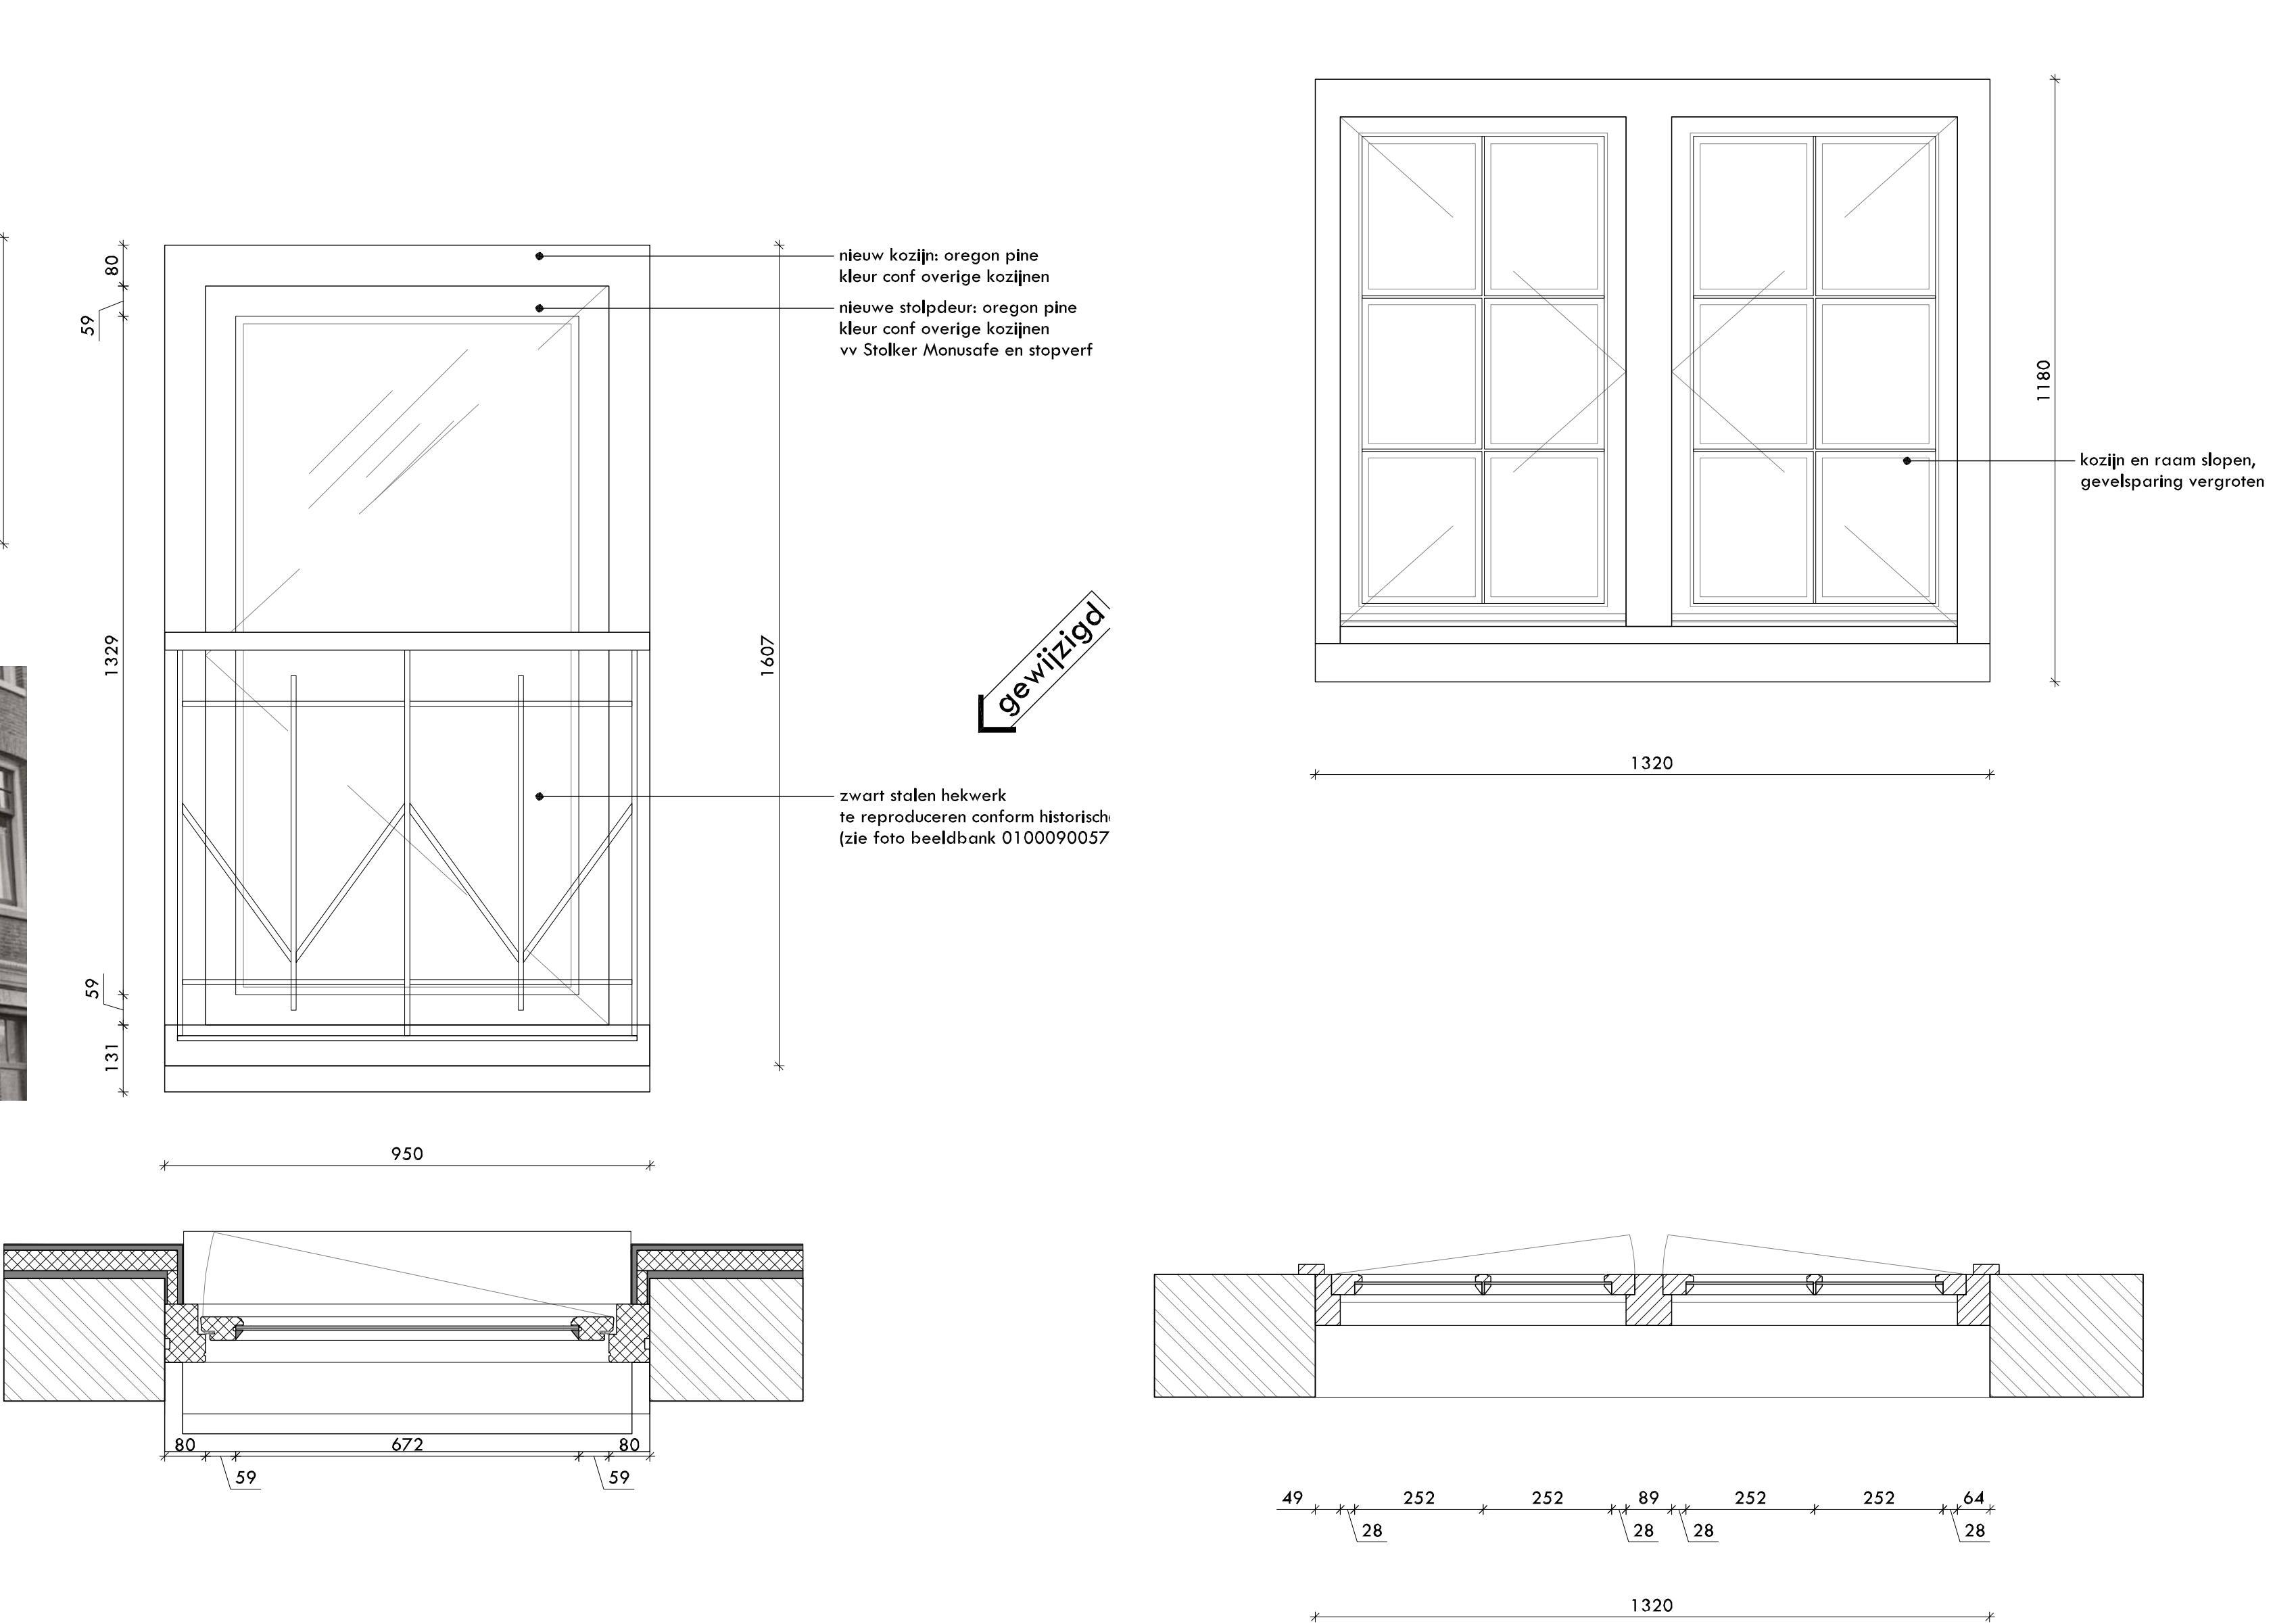 80
59
1329
59
131
nieuw kozijn: oregon pine
kleur conf overige kozijnen
nieuwe stolpdeur: oregon pine
kleur conf overige kozijnen
vv Stolker Monusafe en stopverf
1607
gewijzigd
zwart stalen hekwerk
te reproduceren conform historisch
(zie foto beeldbank 0100090057
950
80
672
80
59
59
1180
kozijn en raam slopen,
gevelsparing vergroten
1320
49
252
252
89
252
252
64
28
28
28
28
1320